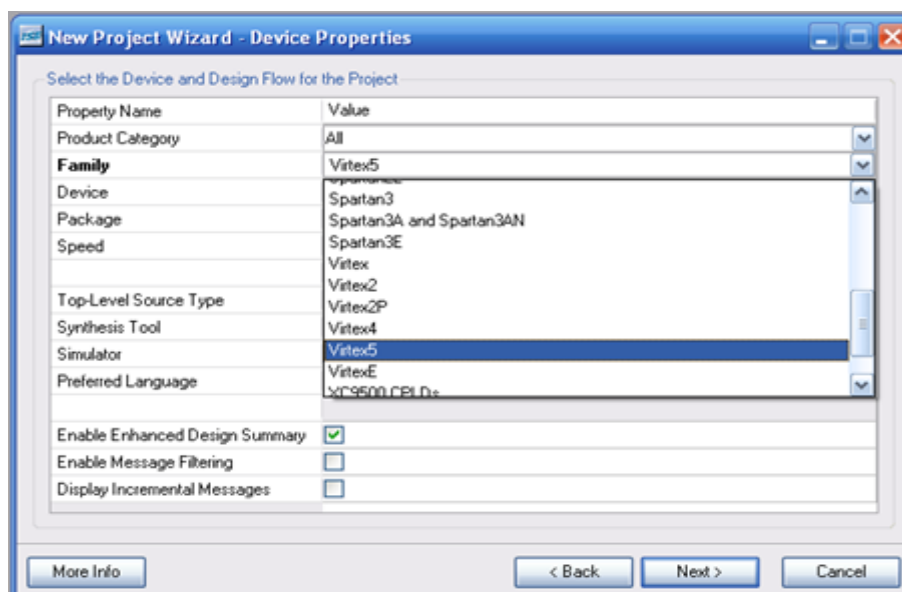 New Project Wizard - Device Properties
Select the Device and Design Flow for the Project
Property Name Value
Product Category All
Family Virtex5
Device
Spartan3
Package Spartan3A and Spartan3AN
Speed Spartan3E
Virtex
Virtex2
Top-Level Source Type Virtex2P
Synthesis Tool Virtex4
Simulator Virtex5
Preferred Language VirtexE
XC9500 CPLDs
Enable Enhanced Design Summary
Enable Message Filtering
Display Incremental Messages
More Info < Back Next > Cancel